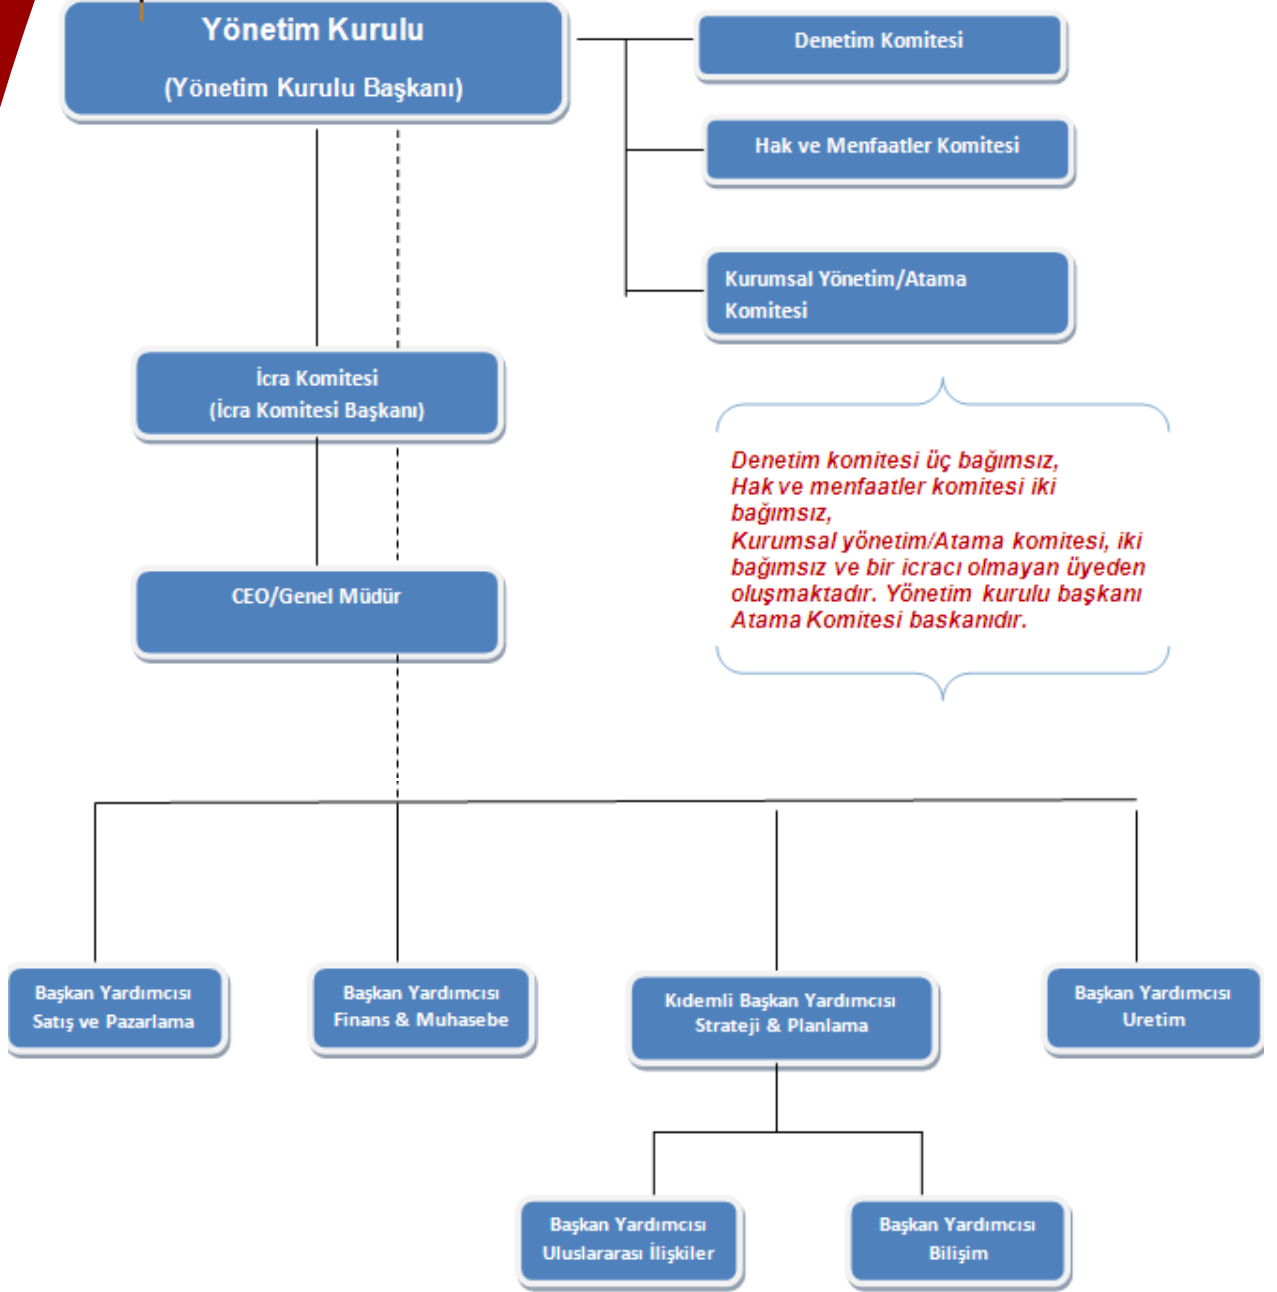 Yönetim Kurulu
(Yönetim Kurulu Başkanı)
Denetim Komitesi
Hak ve Menfaatler Komitesi
Kurumsal Yönetim/Atama
Komitesi
İcra Komitesi
(İcra Komitesi Başkanı)
Denetim komitesi üç bağımsız,
Hak ve menfaatler komitesi iki
bağımsız,
Kurumsal yönetim/Atama komitesi, iki
bağımsız ve bir icracı olmayan üyeden
oluşmaktadır. Yönetim kurulu başkanı
Atama Komitesi baskanıdır.
CEO/Genel Müdür
Başkan Yardımcısı
Satış ve Pazarlama
Başkan Yardımcısı
Finans & Muhasebe
Kıdemli Başkan Yardımcısı
Strateji & Planlama
Başkan Yardımcısı
Uretim
Başkan Yardımcısı
Uluslararası İlişkiler
Başkan Yardımcısı
Bilişim